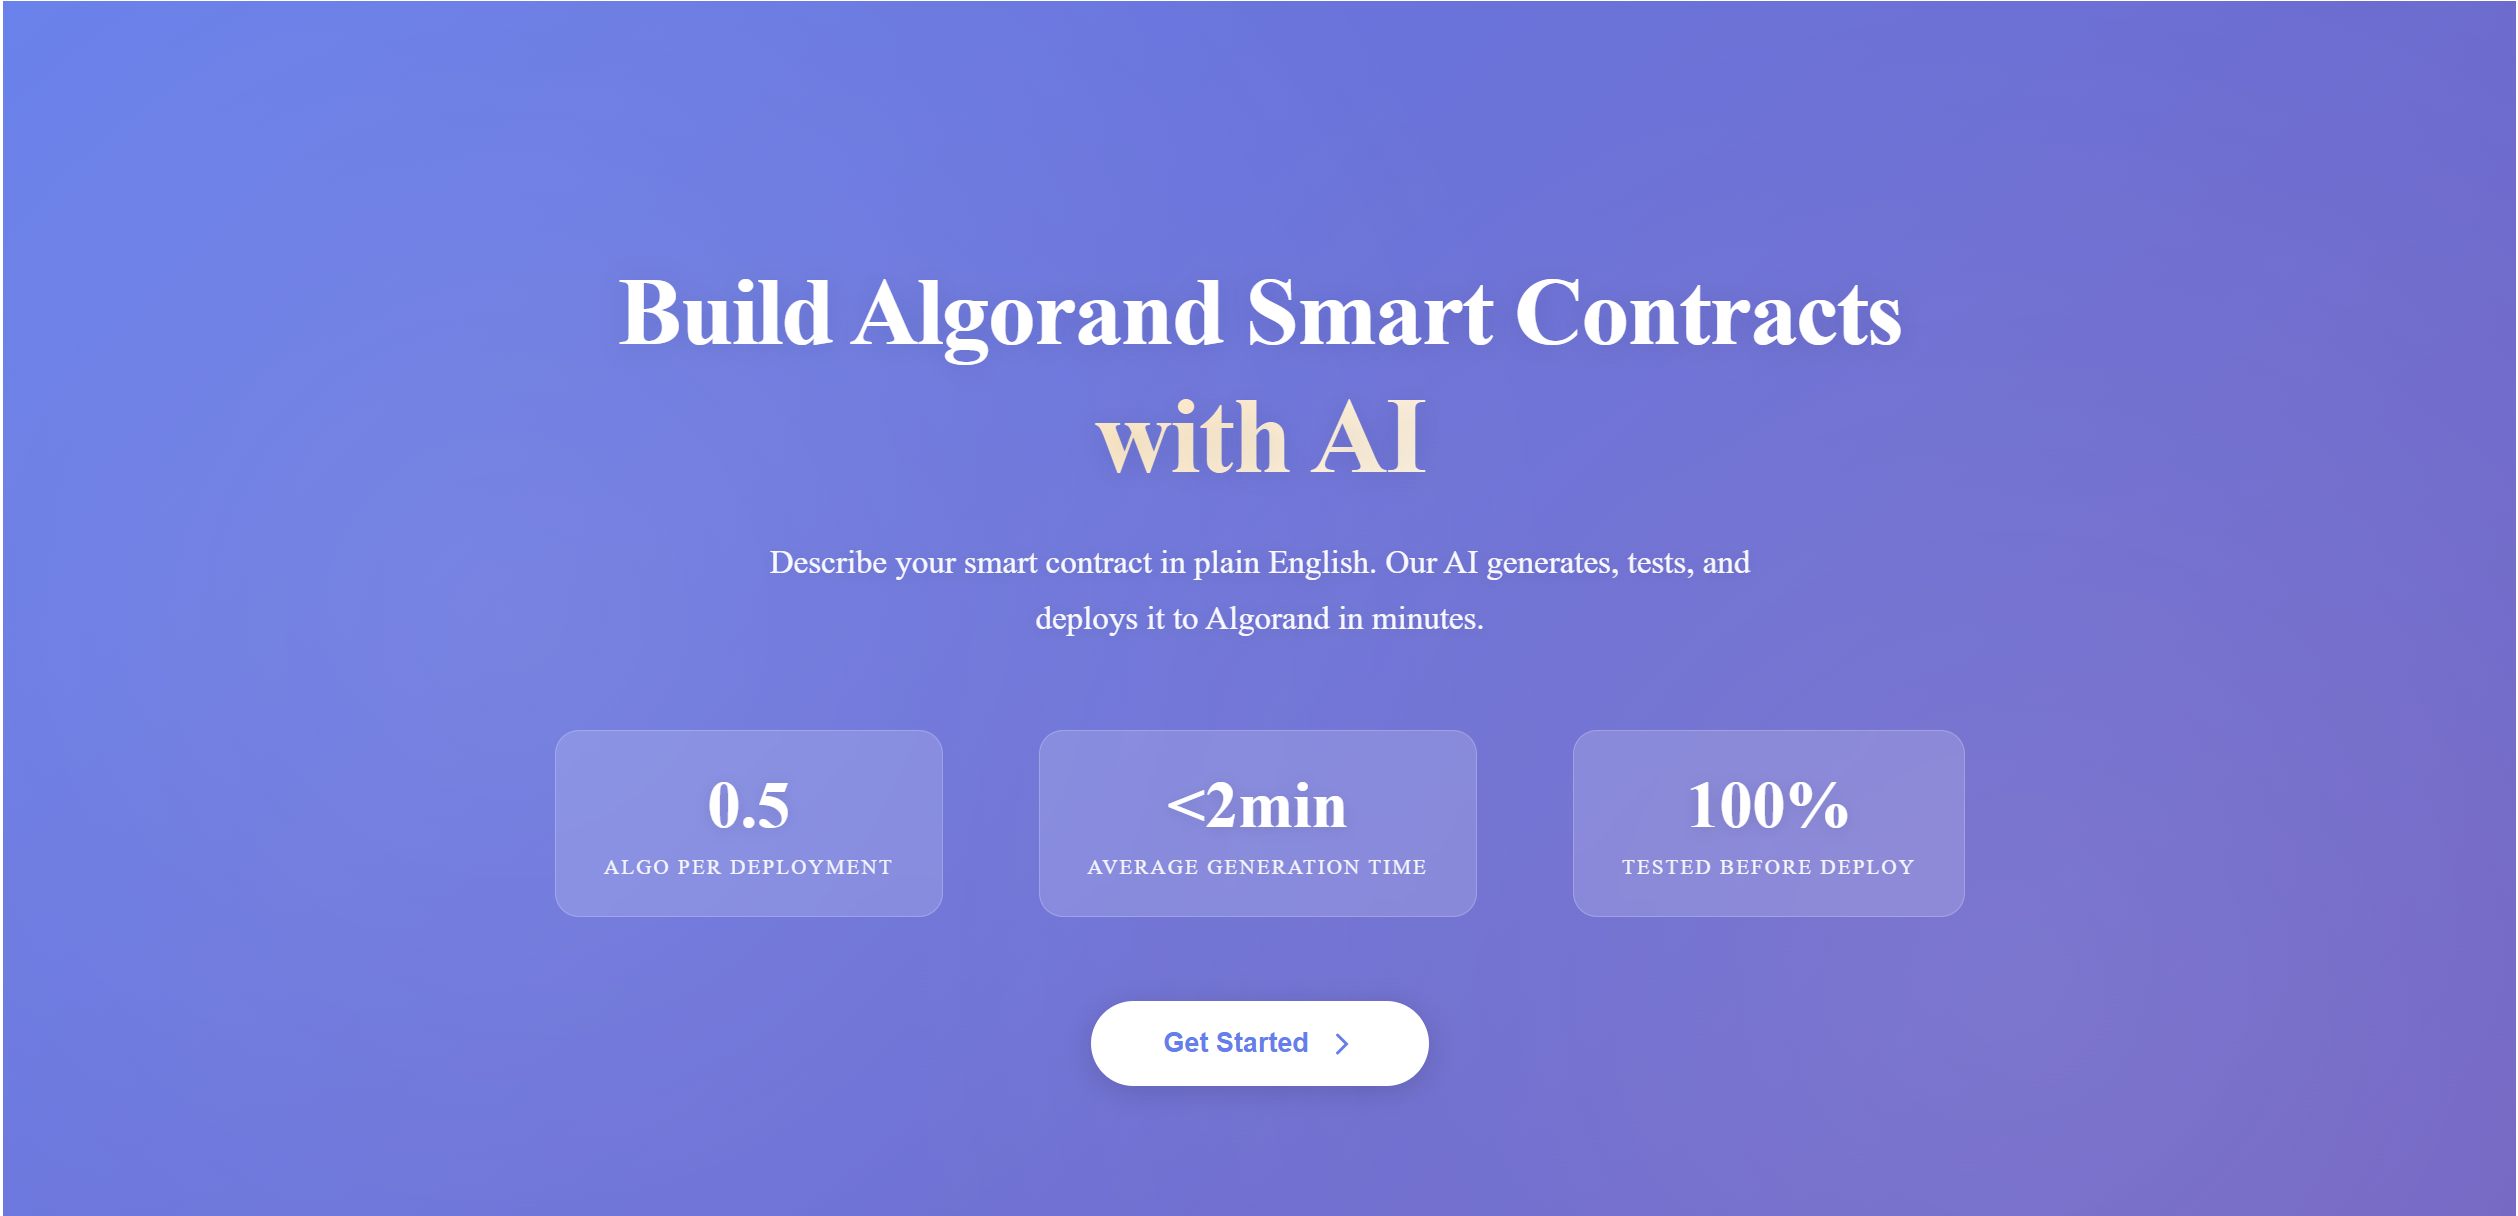 Build Algorand Smart Contracts
with AI
Describe your smart contract in plain English. Our AI generates, tests, and
deploys it to Algorand in minutes.
0.5
ALGO PER DEPLOYMENT
<2min
AVERAGE GENERATION TIME
100%
TESTED BEFORE DEPLOY
Get Started